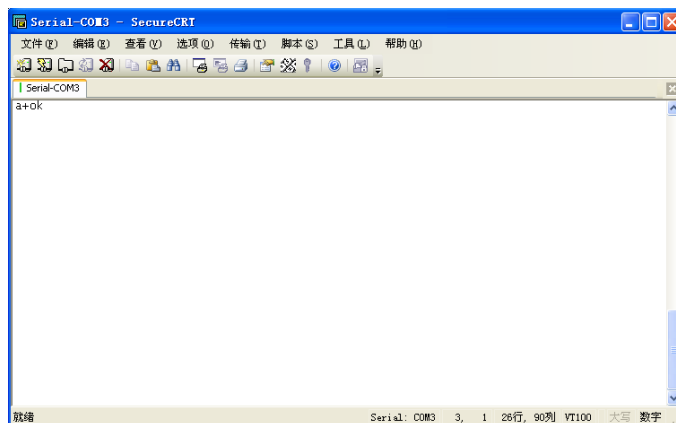 Serial-COM3 - SecureCRT
文件(F) 编辑(E) 查看(V) 选项(O) 传输(T) 脚本(S) 工具(L) 帮助(H)
Serial-COM3
a+ok
就绪 Serial: COM3 3, 1 26行, 90列 VT100 大写 数字